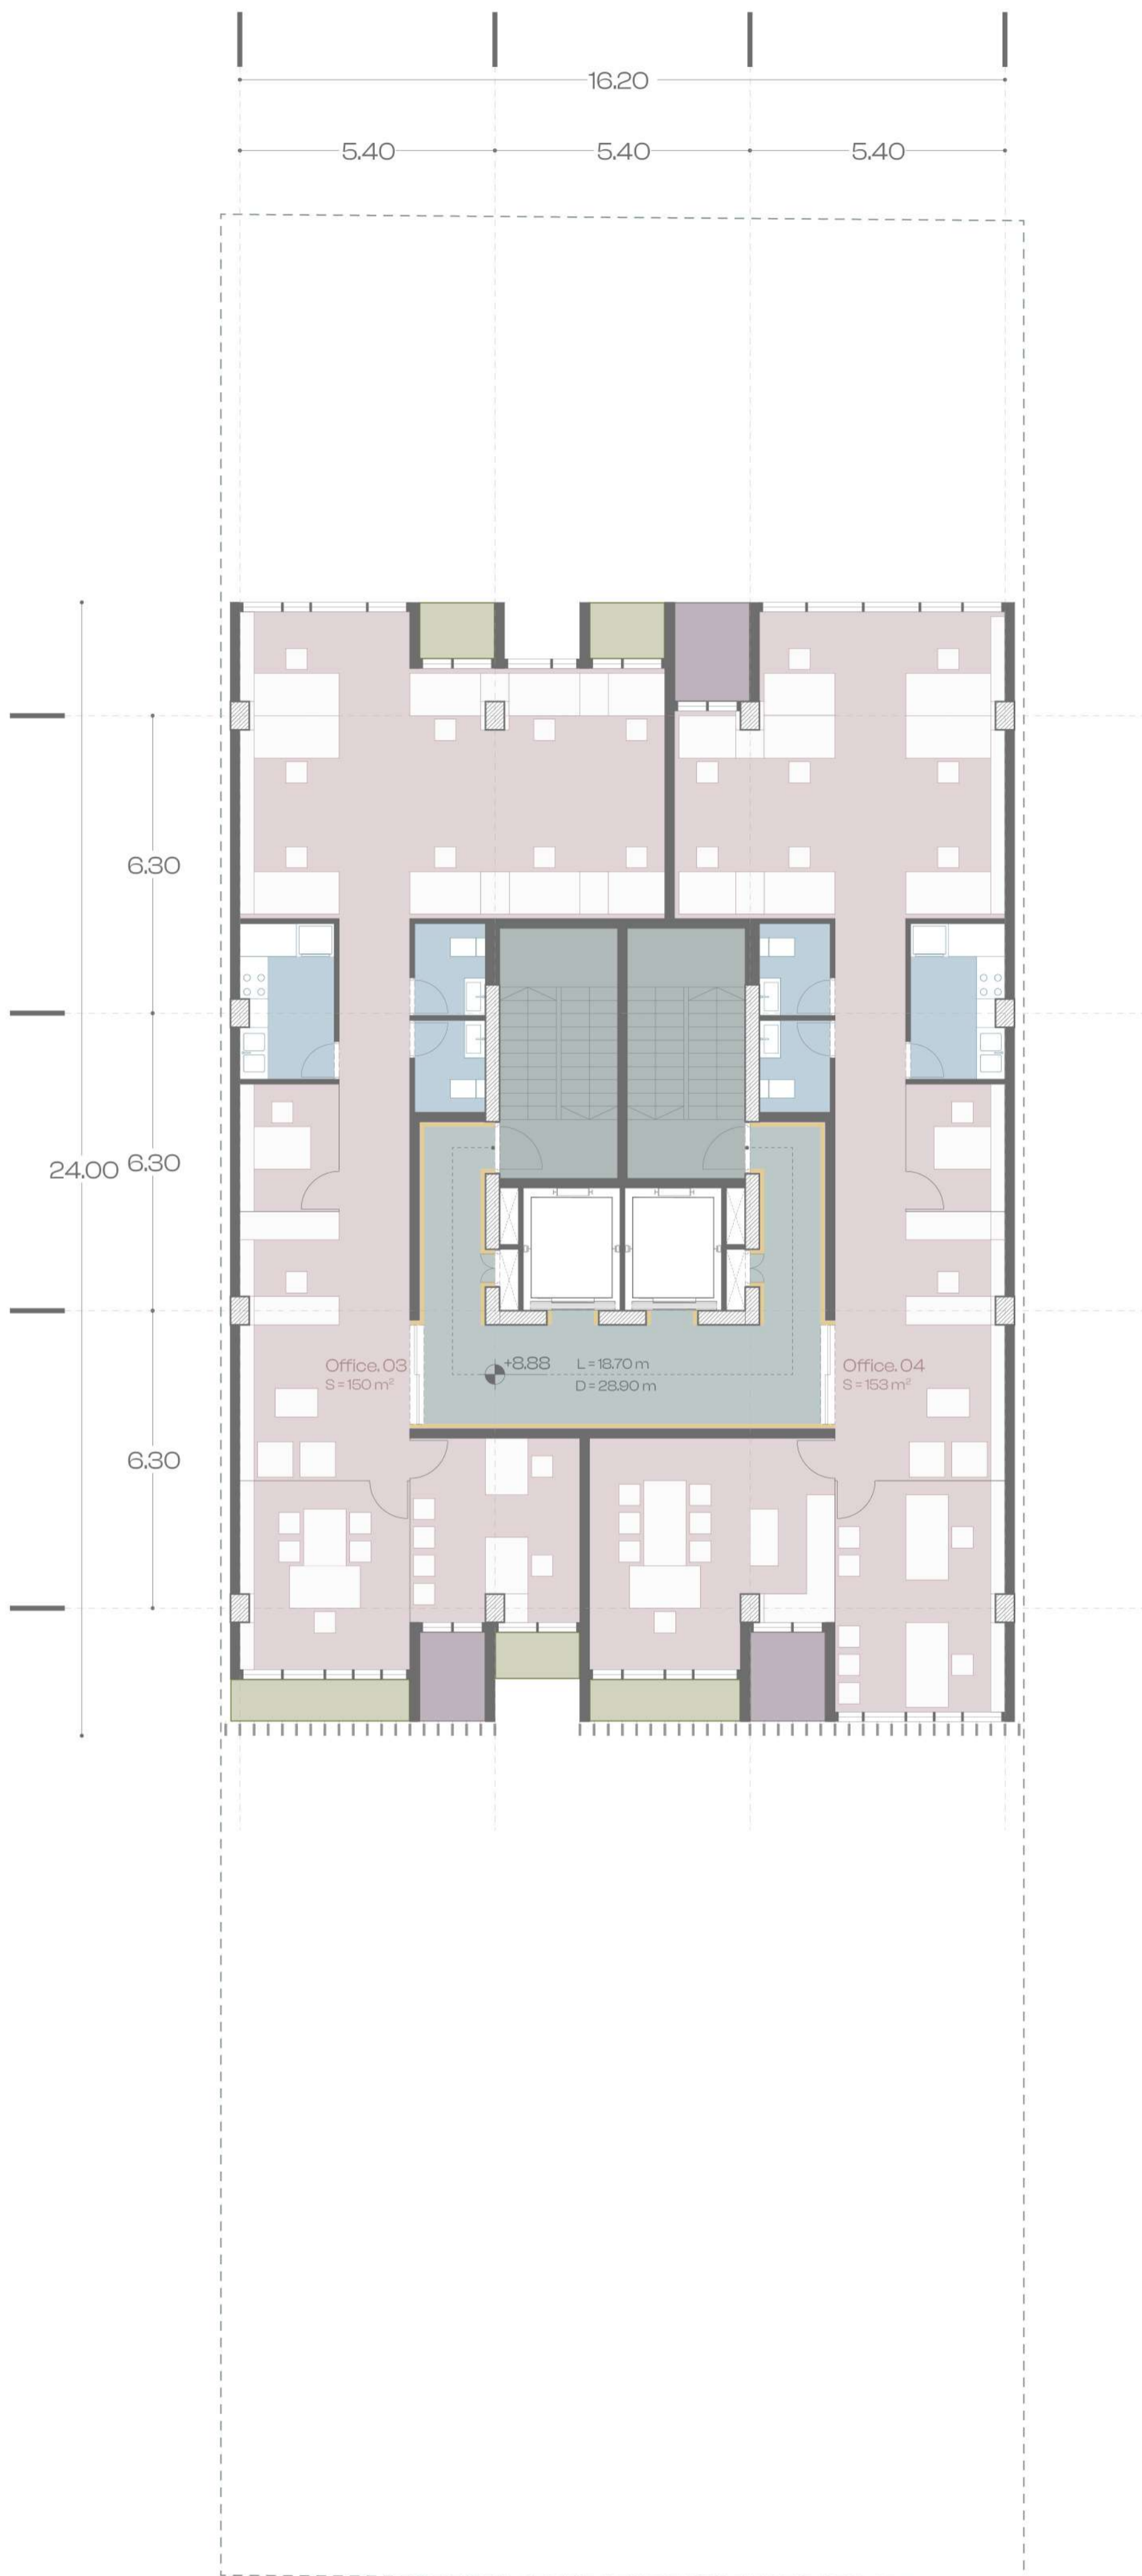 16.20
5.40
5.40
5.40
6.30
24.00
6.30
Office. 03
S = 150 m²
+8.88
L = 18.70 m
D = 28.90 m
Office. 04
S = 153 m²
6.30